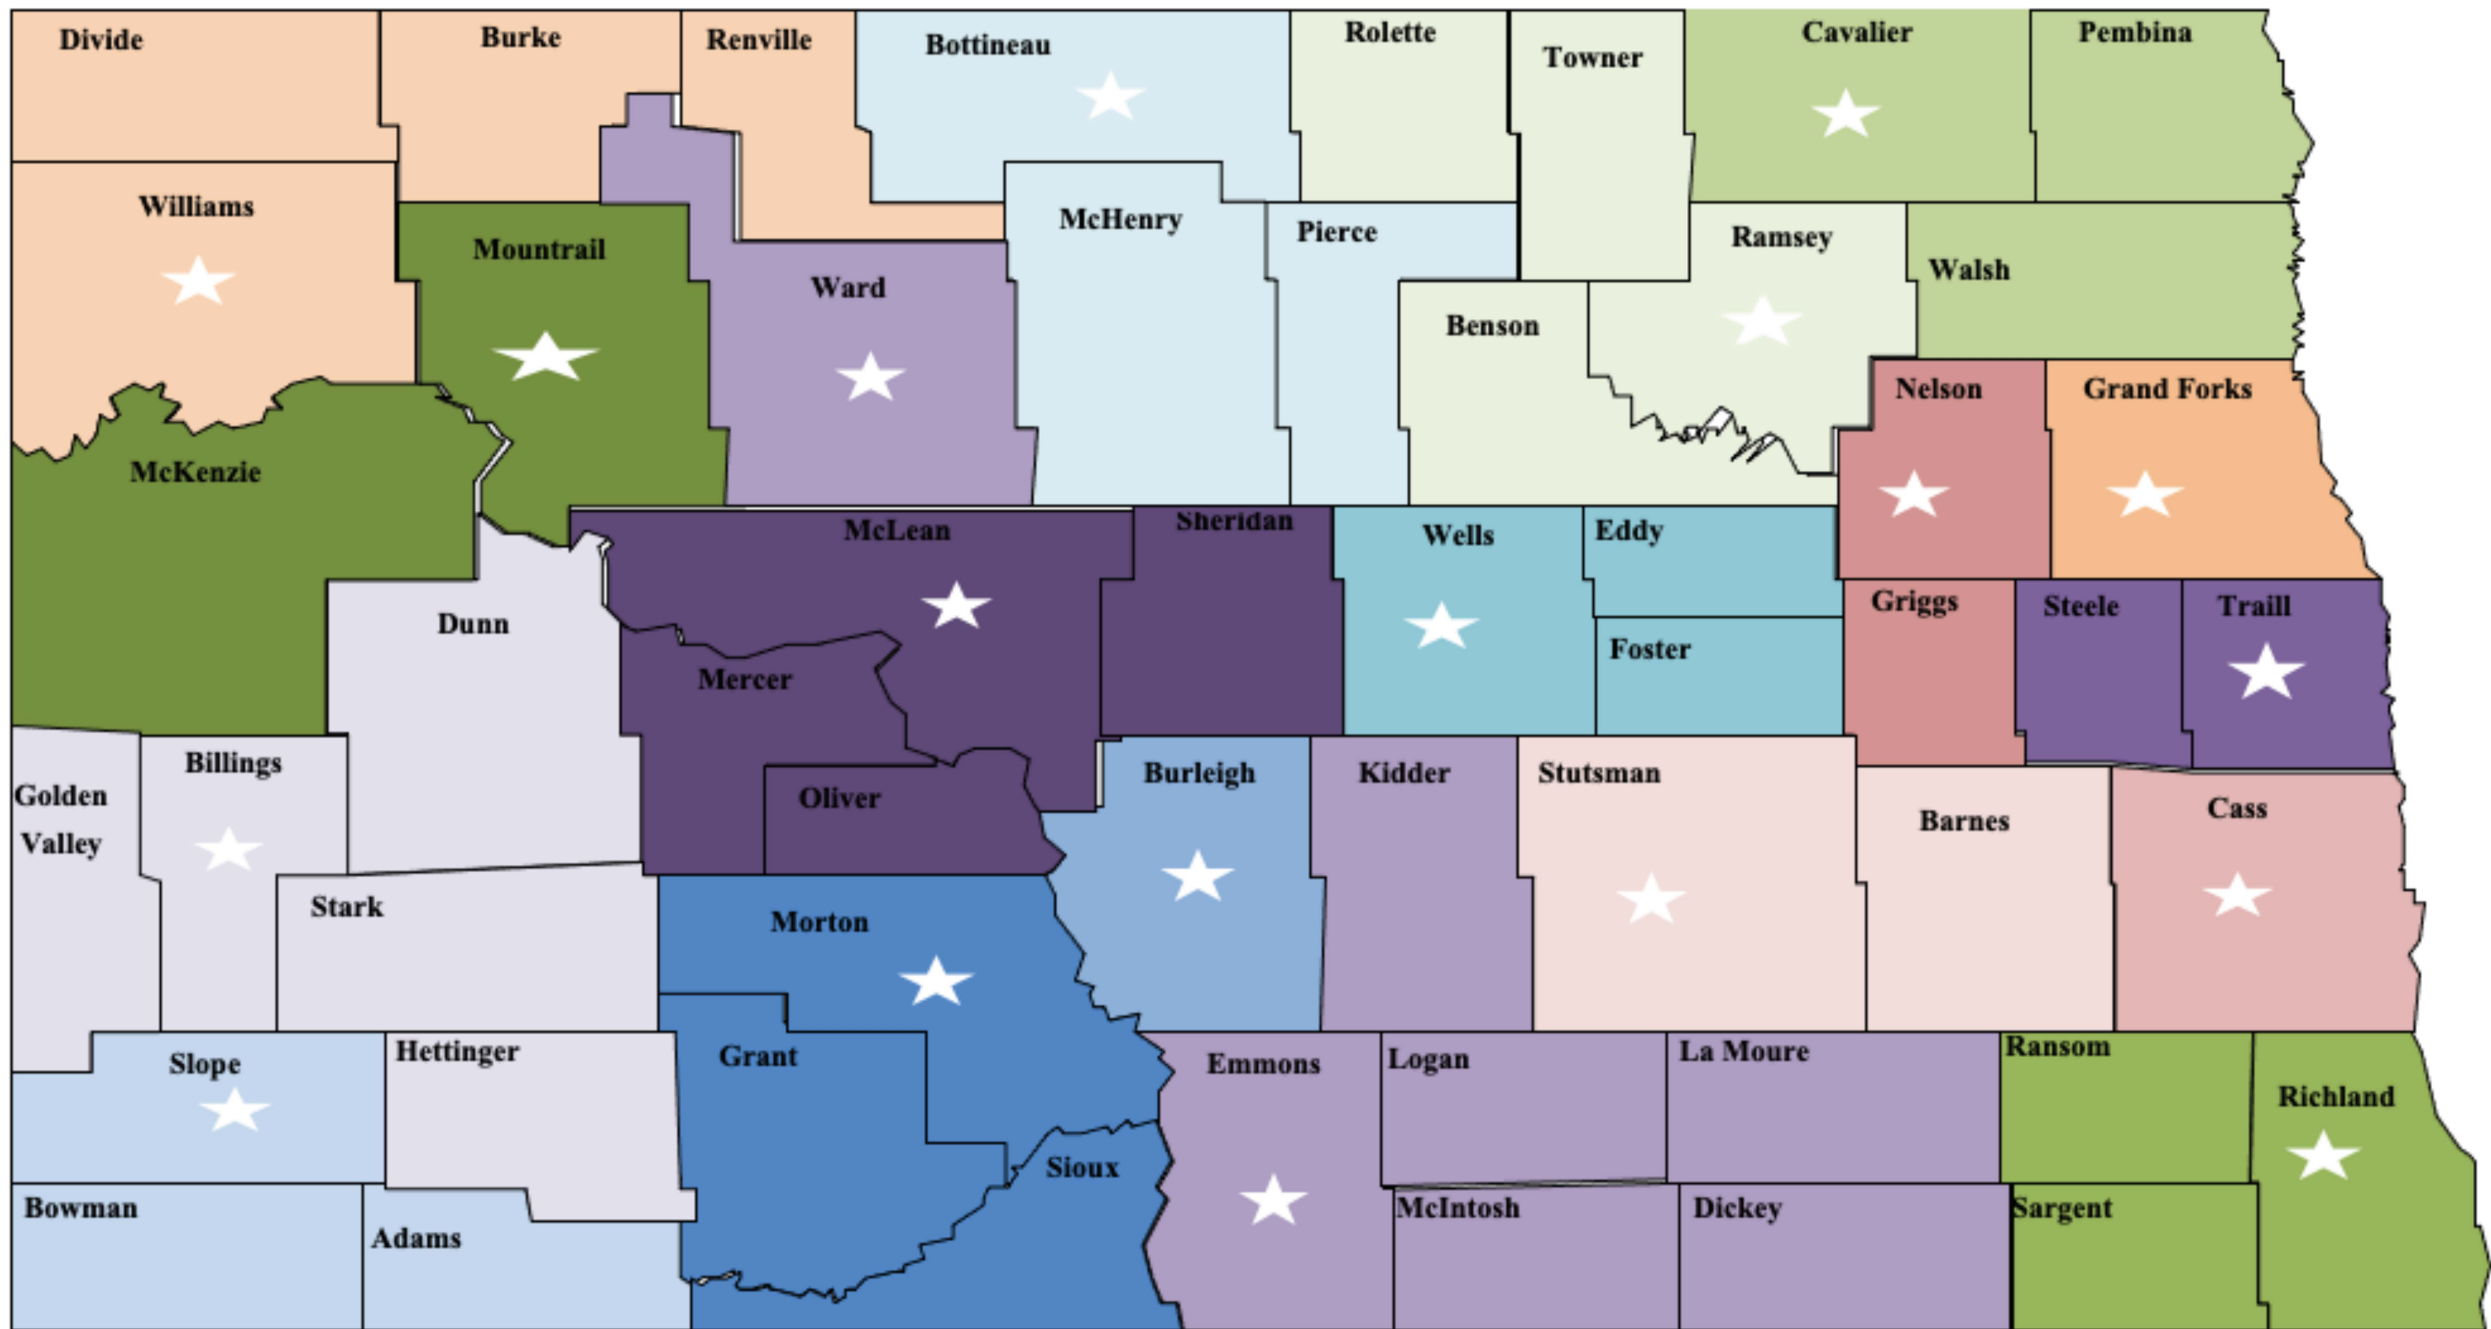 Divide
Burke
Renville
Bottineau
Rolette
Towner
Cavalier
Pembina
Williams
Mountrail
Ward
McHenry
Pierce
Ramsey
Walsh
Benson
McKenzie
Nelson
Grand Forks
McLean
Sheridan
Wells
Eddy
Dunn
Mercer
Foster
Griggs
Steele
Traill
Golden
Valley
Billings
Oliver
Burleigh
Kidder
Stutsman
Barnes
Cass
Stark
Morton
Slope
Hettinger
Grant
Emmons
Logan
La Moure
Ransom
Richland
Sioux
Bowman
Adams
McIntosh
Dickey
Sargent